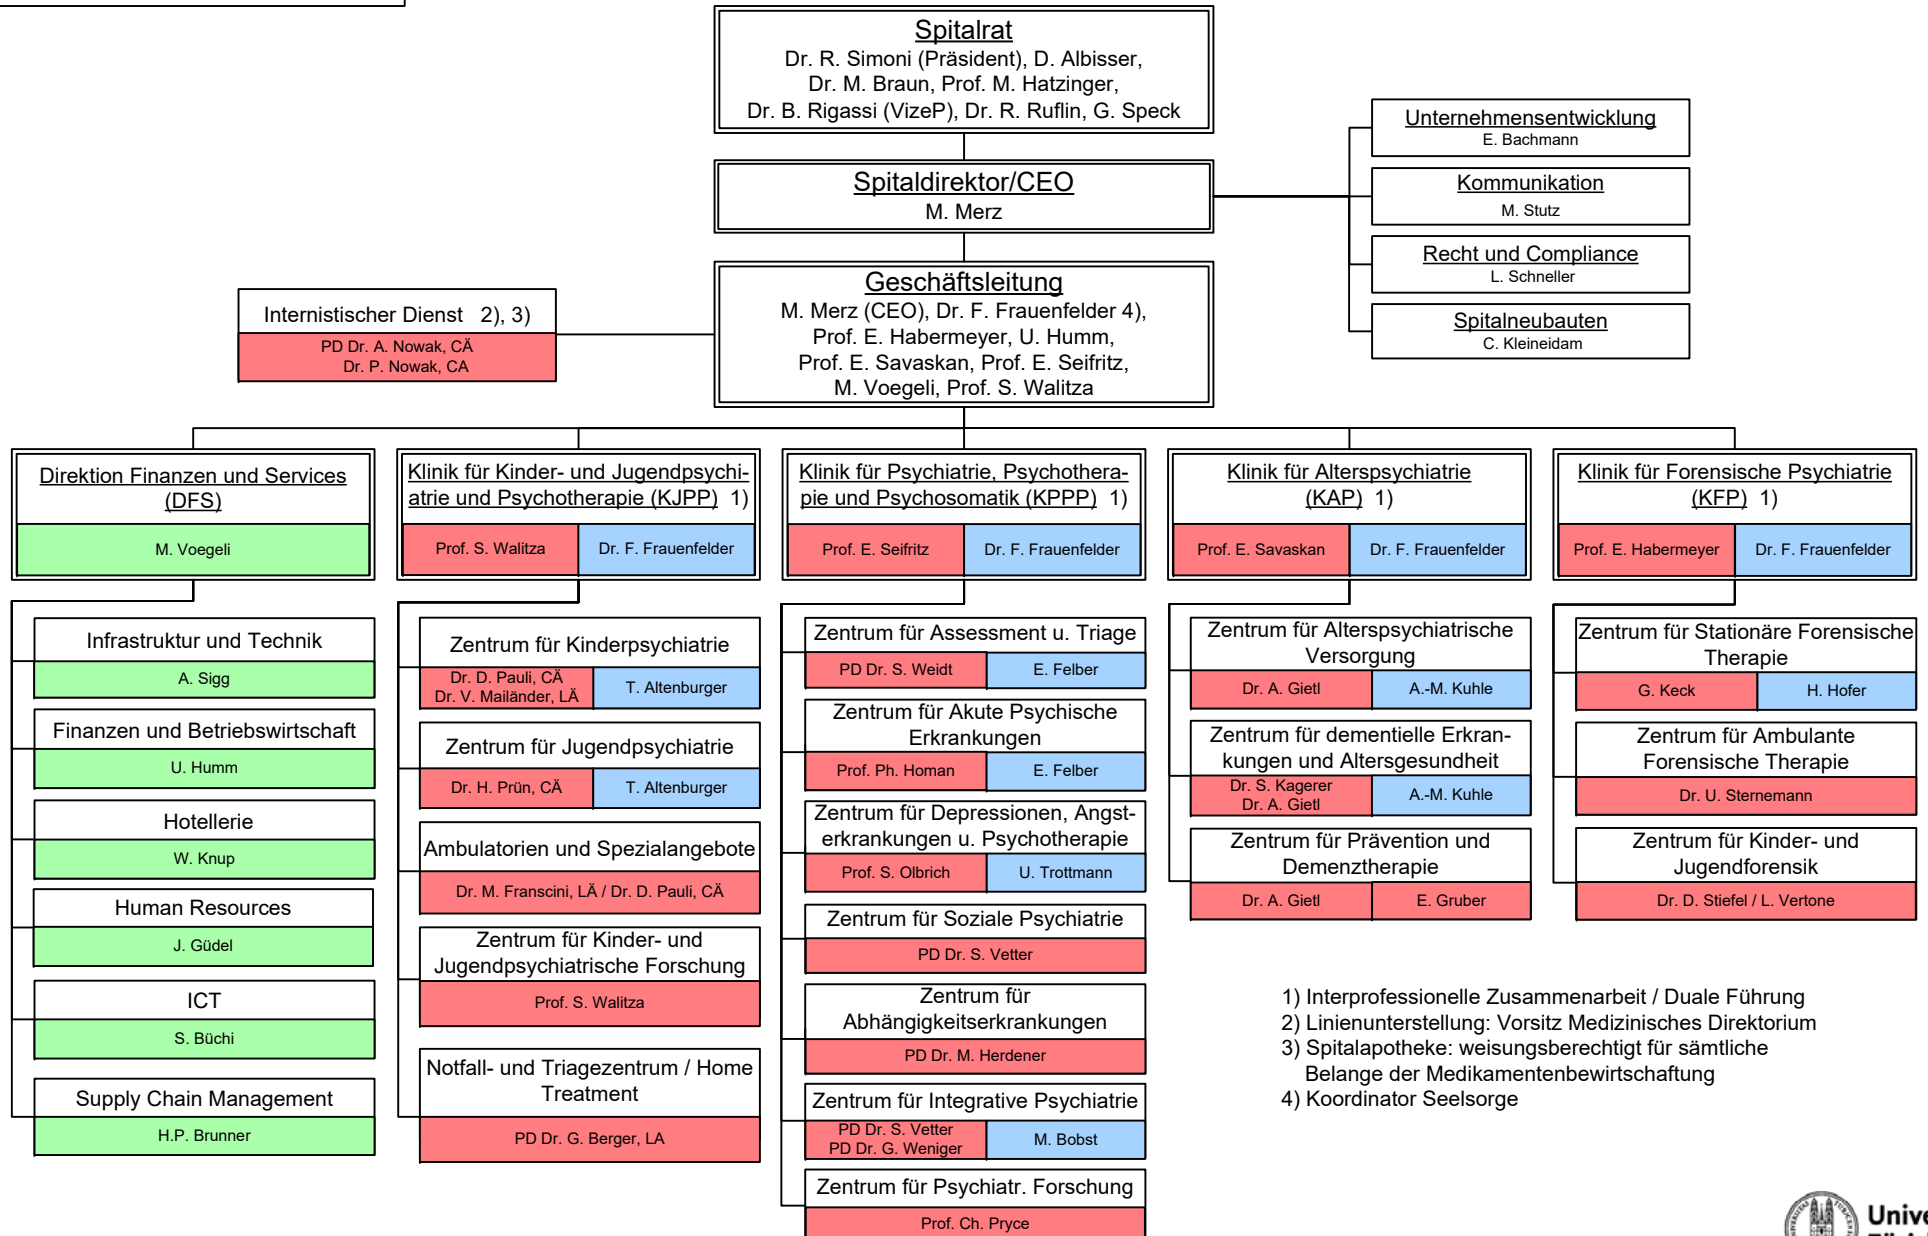 Spitalrat
Dr. R. Simoni (Präsident), D. Albisser,
Dr. M. Braun, Prof. M. Hatzinger,
Dr. B. Rigassi (VizeP), Dr. R. Ruflin, G. Speck
Spitaldirektor/CEO
M. Merz
Unternehmensentwicklung
E. Bachmann
Kommunikation
M. Stutz
Recht und Compliance
L. Schneller
Spitalneubauten
C. Kleineidam
Geschäftsleitung
M. Merz (CEO), Dr. F. Frauenfelder 4),
Prof. E. Habermeyer, U. Humm,
Prof. E. Savaskan, Prof. E. Seifritz,
M. Voegeli, Prof. S. Walitza
Internistischer Dienst 2), 3)
PD Dr. A. Nowak, CÄ
Dr. P. Nowak, CA
Direktion Finanzen und Services
(DFS)
M. Voegeli
Infrastruktur und Technik
A. Sigg
Finanzen und Betriebswirtschaft
U. Humm
Hotellerie
W. Knup
Human Resources
J. Güdel
ICT
S. Büchi
Supply Chain Management
H.P. Brunner
Klinik für Kinder- und Jugendpsychi-
atrie und Psychotherapie (KJPP) 1)
Prof. S. Walitza
Dr. F. Frauenfelder
Zentrum für Kinderpsychiatrie
Dr. D. Pauli, CÄ
Dr. V. Mailänder, LÄ
T. Altenburger
Zentrum für Jugendpsychiatrie
Dr. H. Prün, CÄ
T. Altenburger
Ambulatorien und Spezialangebote
Dr. M. Franscini, LÄ / Dr. D. Pauli, CÄ
Zentrum für Kinder- und
Jugendpsychiatrische Forschung
Prof. S. Walitza
Notfall- und Triagezentrum / Home
Treatment
PD Dr. G. Berger, LA
Klinik für Psychiatrie, Psychothera-
pie und Psychosomatik (KPPP) 1)
Prof. E. Seifritz
Dr. F. Frauenfelder
Zentrum für Assessment u. Triage
PD Dr. S. Weidt
E. Felber
Zentrum für Akute Psychische
Erkrankungen
Prof. Ph. Homan
E. Felber
Zentrum für Depressionen, Angst-
erkrankungen u. Psychotherapie
Prof. S. Olbrich
U. Trottmann
Zentrum für Soziale Psychiatrie
PD Dr. S. Vetter
Zentrum für
Abhängigkeitserkrankungen
PD Dr. M. Herdener
Zentrum für Integrative Psychiatrie
PD Dr. S. Vetter
PD Dr. G. Weniger
M. Bobst
Zentrum für Psychiatr. Forschung
Prof. Ch. Pryce
Klinik für Alterspsychiatrie
(KAP) 1)
Prof. E. Savaskan
Dr. F. Frauenfelder
Zentrum für Alterspsychiatrische
Versorgung
Dr. A. Gietl
A.-M. Kuhle
Zentrum für dementielle Erkran-
kungen und Altersgesundheit
Dr. S. Kagerer
Dr. A. Gietl
A.-M. Kuhle
Zentrum für Prävention und
Demenztherapie
Dr. A. Gietl
E. Gruber
Klinik für Forensische Psychiatrie
(KFP) 1)
Prof. E. Habermeyer
Dr. F. Frauenfelder
Zentrum für Stationäre Forensische
Therapie
G. Keck
H. Hofer
Zentrum für Ambulante
Forensische Therapie
Dr. U. Sternemann
Zentrum für Kinder- und
Jugendforensik
Dr. D. Stiefel / L. Vertone
1) Interprofessionelle Zusammenarbeit / Duale Führung
2) Linienunterstellung: Vorsitz Medizinisches Direktorium
3) Spitalapotheke: weisungsberechtigt für sämtliche
Belange der Medikamentenbewirtschaftung
4) Koordinator Seelsorge